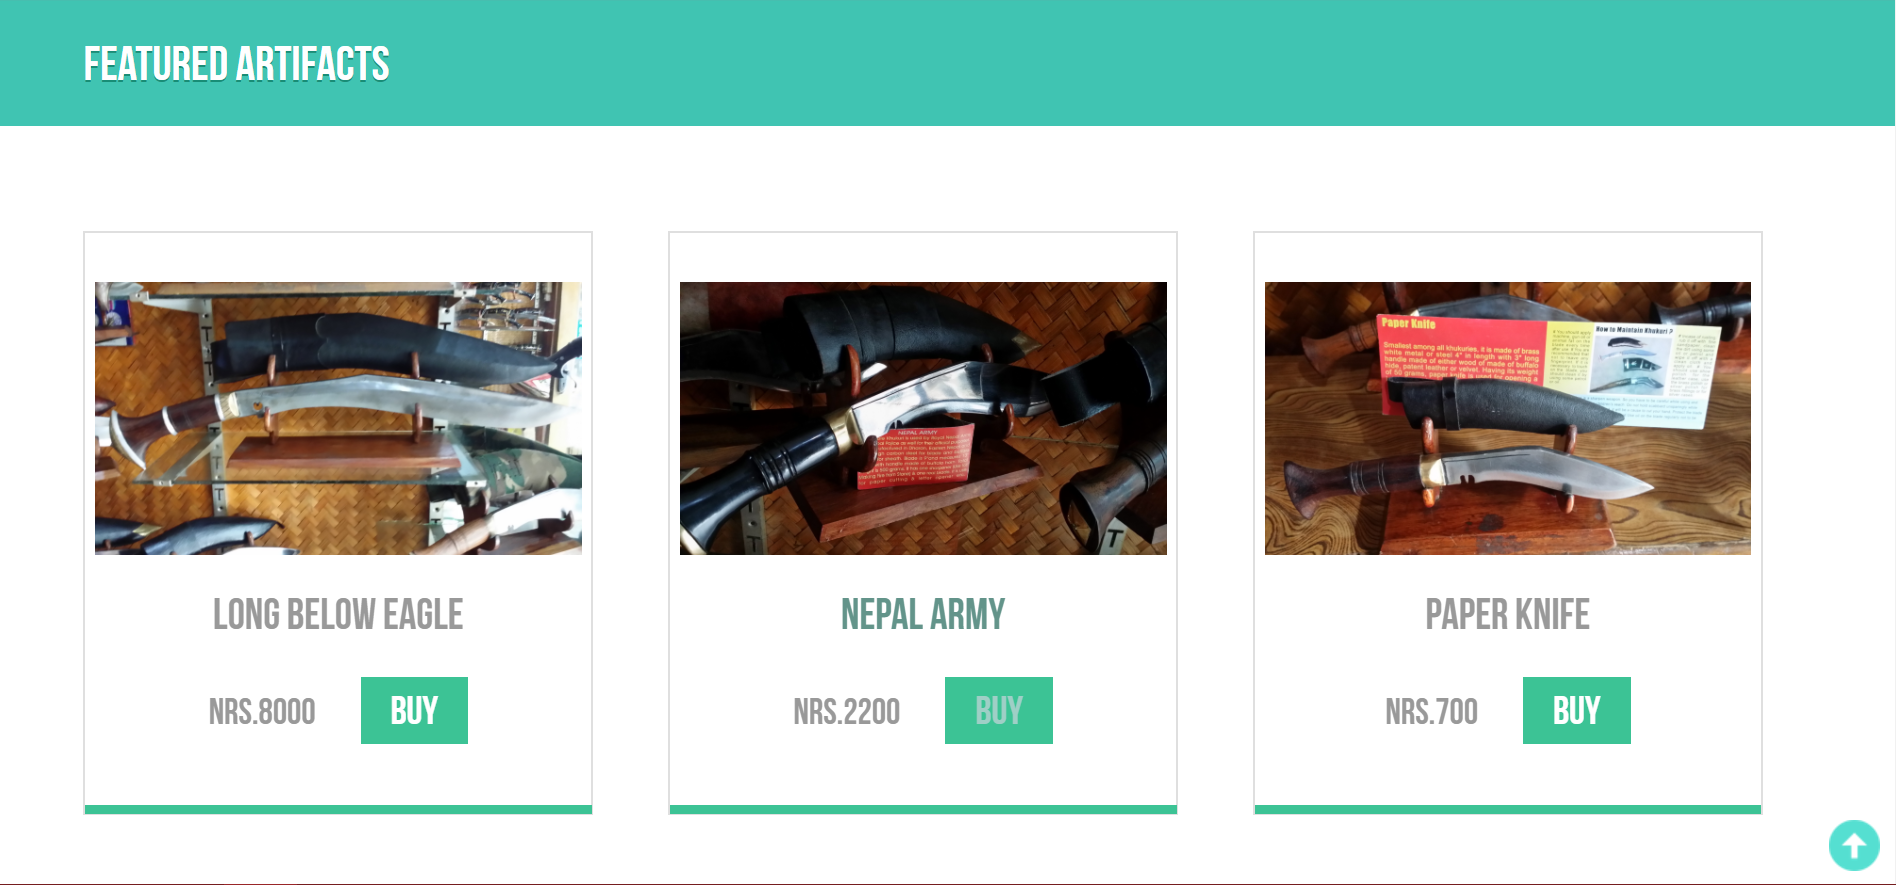 FEATURED ARTIFACTS
NEPAL ARMY
Paper Knife
Smallest among all khukuries, it is made of brass
white metal or steel 4" in length with 3" long
handle made of either wood of made of buffalo
hide, patent leather or velvet. Having its weight
of 60 grams, paper knife is used for opening a
How to Maintain Khukuri ?
LONG BELOW EAGLE
NEPAL ARMY
PAPER KNIFE
NRS.8000
BUY
NRS.2200
BUY
NRS.700
BUY